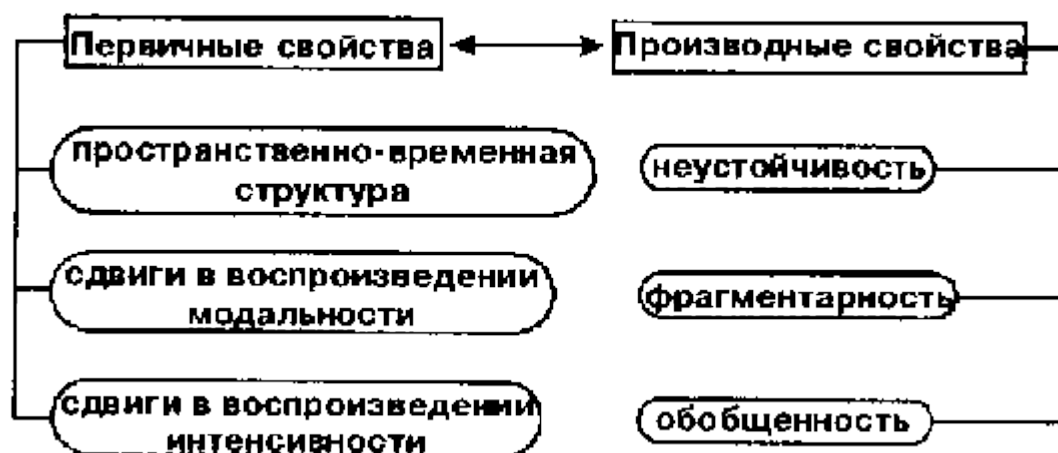 Первичные свойства
Производные свойства
пространственно-временная
структура
неустойчивость
сдвиги в воспроизведении
модальности
фрагментарность
сдвиги в воспроизведении
интенсивности
обобщенность